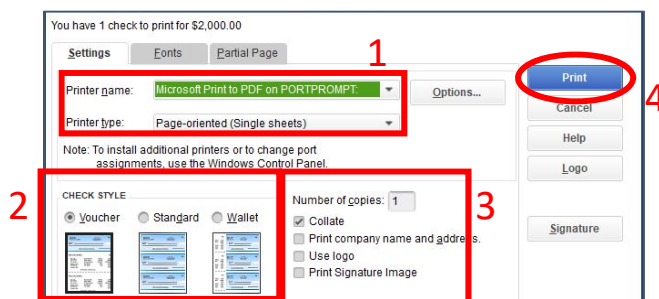 You have 1 check to print for $2,000.00
Settings Fonts Partial Page 1
Printer name: Microsoft Print to PDF on PORTPROMPT: Options... Print
4
Cancel
Printer type: Page-oriented (Single sheets)
Help
Note: To install additional printers or to change port
assignments, use the Windows Control Panel.
Logo
2 CHECK STYLE Number of copies: 1 3
Voucher Standard Wallet Collate
Print company name and address. Signature
Use logo
Print Signature Image